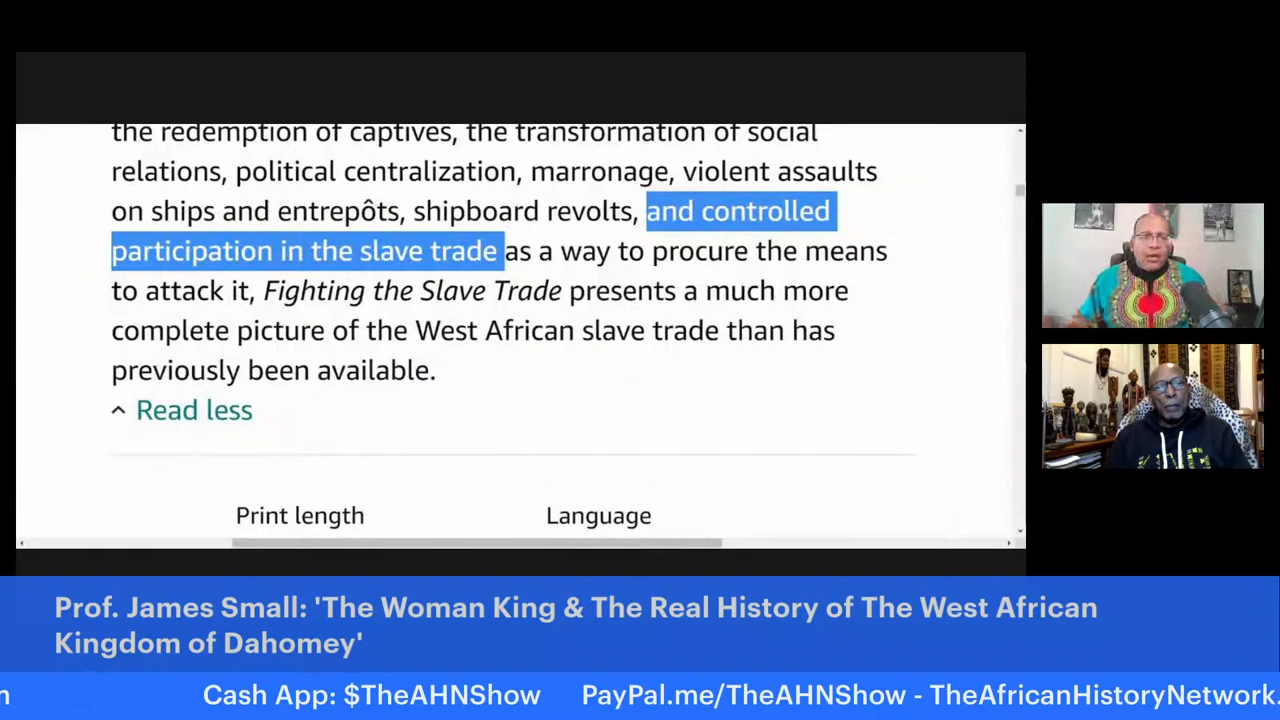 the redemption of captives, the transformation of social
relations, political centralization, marronage, violent assaults
on ships and entrepôts, shipboard revolts, and controlled
participation in the slave trade as a way to procure the means
to attack it, Fighting the Slave Trade presents a much more
complete picture of the West African slave trade than has
previously been available.
Read less
Print length Language
Prof. James Small: 'The Woman King & The Real History of The West African
Kingdom of Dahomey'
n Cash App: $TheAHNShow PayPal.me/TheAHNShow - TheAfricanHistoryNetwork.